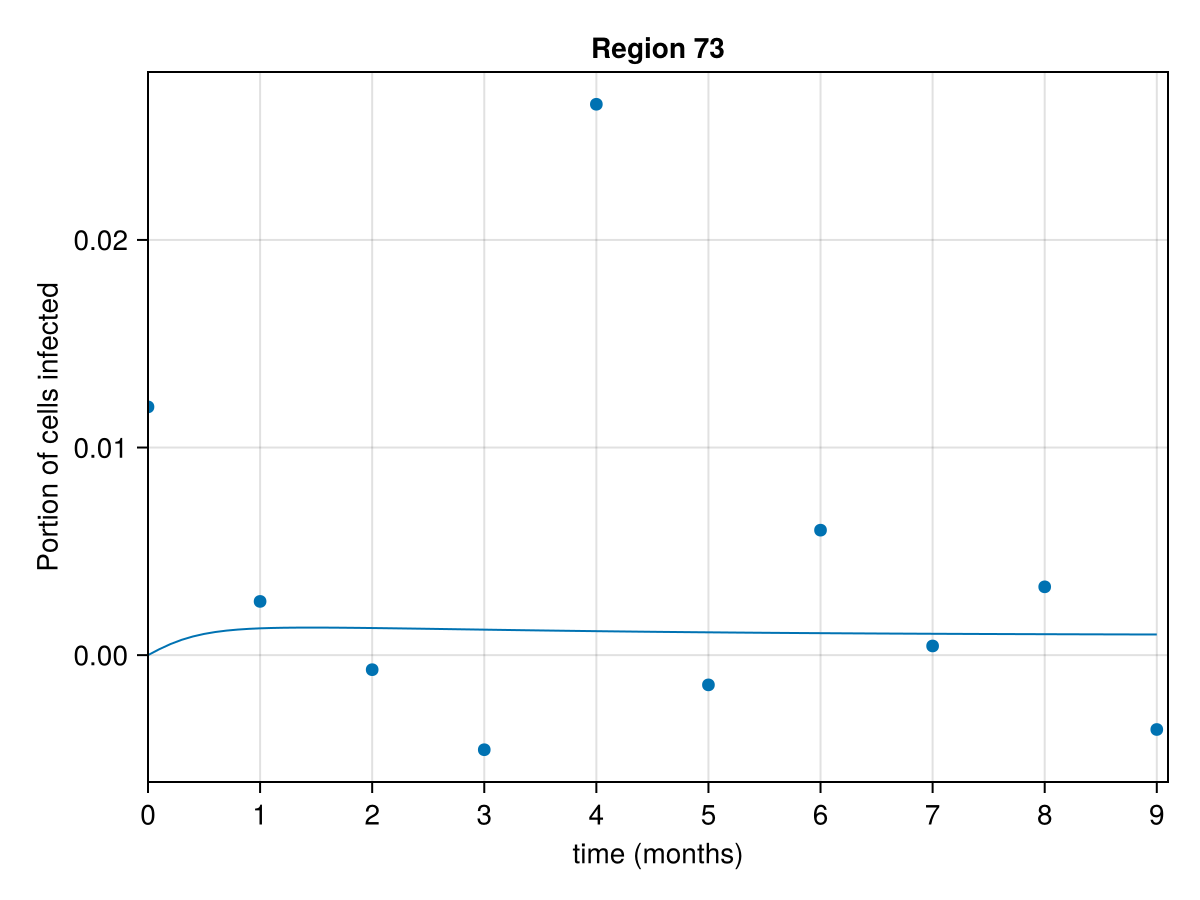 Region 73
Portion of cells infected
0.02
0.01
0.00
0 1 2 3 4 5 6 7 8 9
time (months)